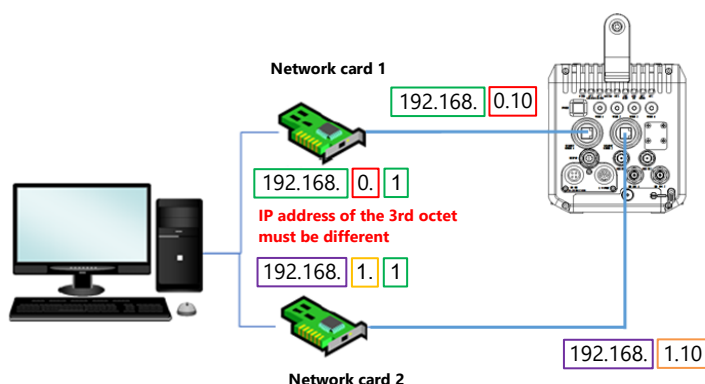 Network card 1
192.168. 0.10
192.168. 0. 1
IP address of the 3rd octet
must be different
192.168. 1. 1
192.168. 1.10
Network card 2